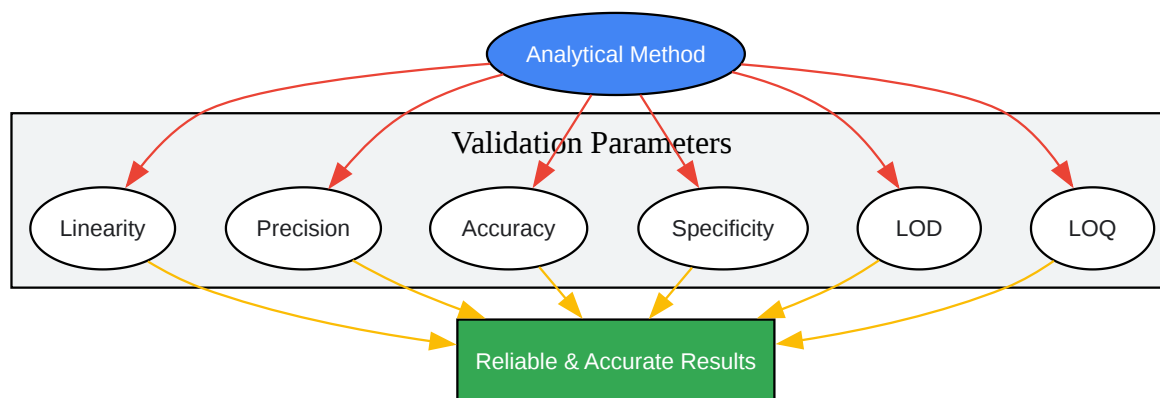 Analytical Method
Validation Parameters
Linearity
Precision
Accuracy
Specificity
LOD
LOQ
Reliable & Accurate Results